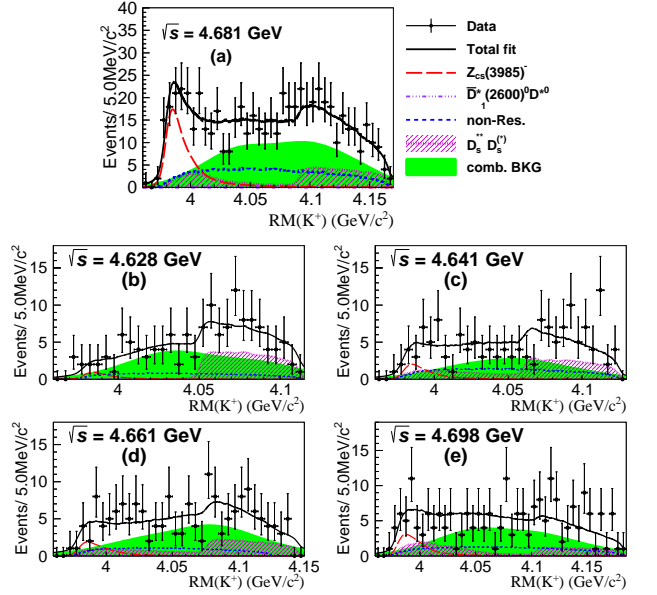 √s = 4.681 GeV
(a)
Events/ 5.0MeV/c²
40
35
30
25
20
15
10
5
0
4 4.05 4.1 4.15
RM(K⁺) (GeV/c²)
Data
Total fit
Z_cs(3985)⁻
D̄*₁(2600)⁰D*⁰
non-Res.
D_s** D_s^(*)
comb. BKG
√s = 4.628 GeV
(b)
Events/ 5.0MeV/c²
15
10
5
0
4 4.05 4.1
RM(K⁺) (GeV/c²)
√s = 4.641 GeV
(c)
Events/ 5.0MeV/c²
15
10
5
0
4 4.05 4.1
RM(K⁺) (GeV/c²)
√s = 4.661 GeV
(d)
Events/ 5.0MeV/c²
15
10
5
0
4 4.05 4.1 4.15
RM(K⁺) (GeV/c²)
√s = 4.698 GeV
(e)
Events/ 5.0MeV/c²
15
10
5
0
4 4.05 4.1 4.15
RM(K⁺) (GeV/c²)